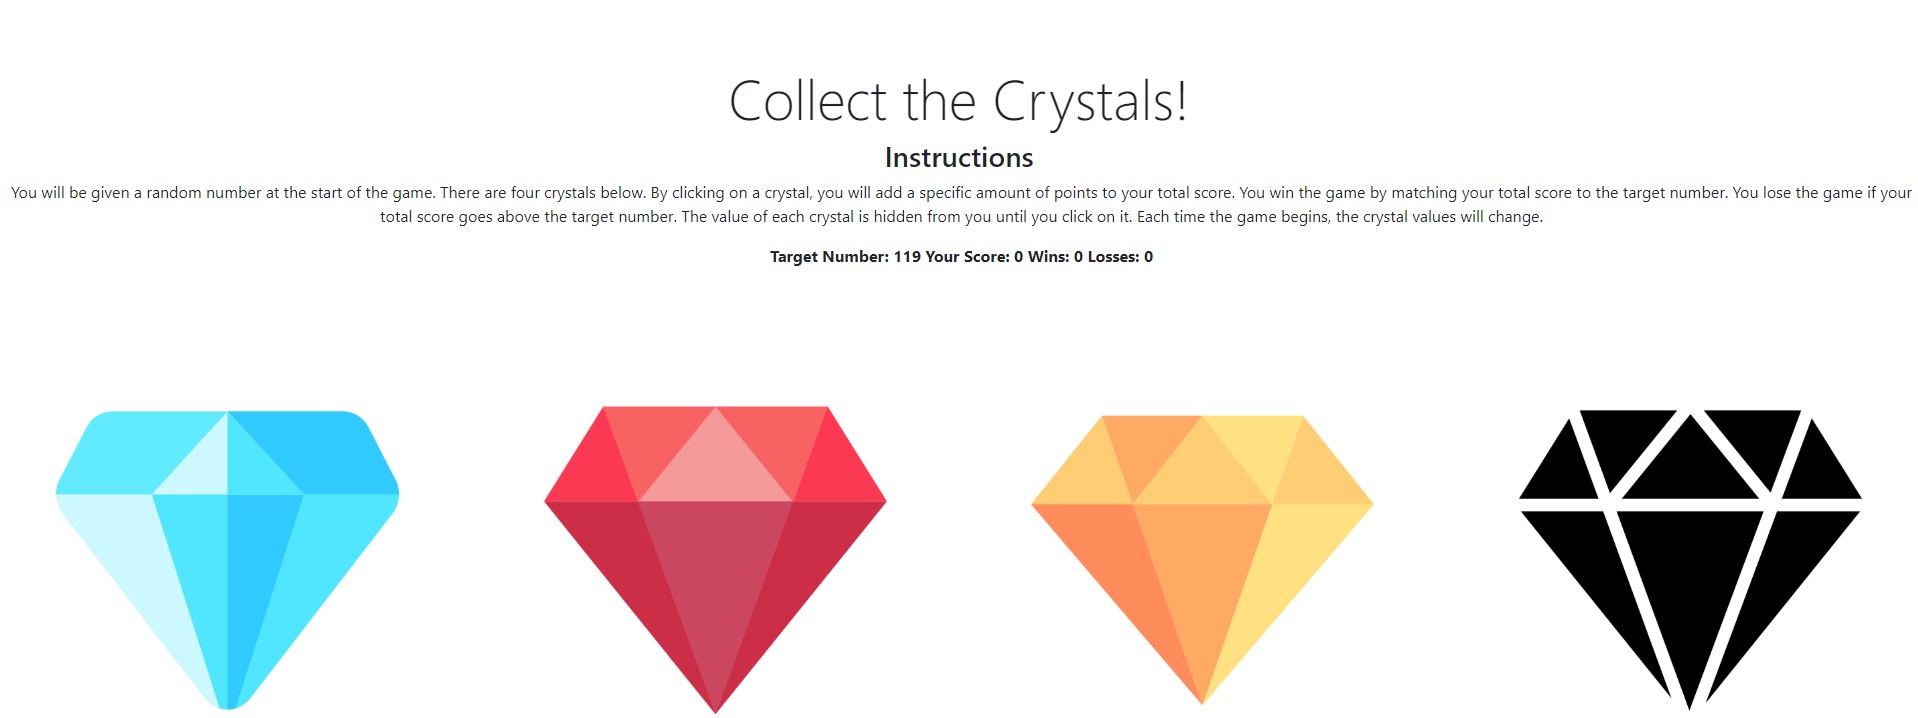 Collect the Crystals!
Instructions
You will be given a random number at the start of the game. There are four crystals below. By clicking on a crystal, you will add a specific amount of points to your total score. You win the game by matching your total score to the target number. You lose the game if your
total score goes above the target number. The value of each crystal is hidden from you until you click on it. Each time the game begins, the crystal values will change.
Target Number: 119 Your Score: 0 Wins: 0 Losses: 0